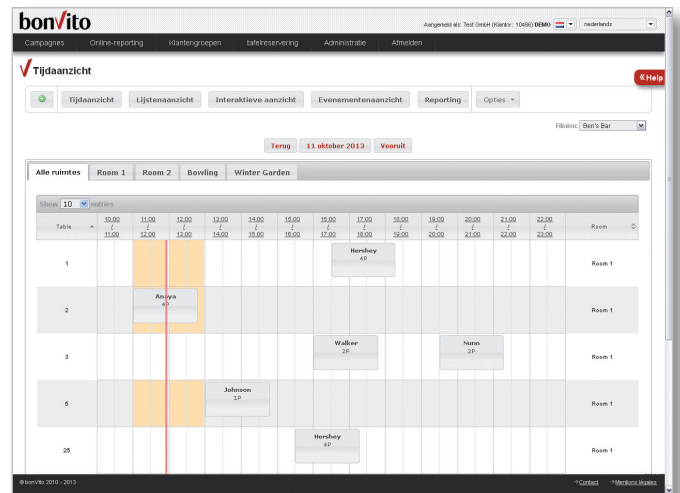 bonVito
Aangemeld als: Test GmbH (Klantnr.: 10486) DEMO nederlands
Campagnes Online-reporting Klantengroepen tafelreservering Administratie Afmelden
Tijdaanzicht
« Help
Tijdaanzicht Lijstenaanzicht Interaktieve aanzicht Evenementenaanzicht Reporting Opties
Filialen: Ben's Bar
Terug 11 oktober 2013 Vooruit
Alle ruimtes Room 1 Room 2 Bowling Winter Garden
Show 10 entries
Table 10:00 / 11:00 11:00 / 12:00 12:00 / 13:00 13:00 / 14:00 14:00 / 15:00 15:00 / 16:00 16:00 / 17:00 17:00 / 18:00 18:00 / 19:00 19:00 / 20:00 20:00 / 21:00 21:00 / 22:00 22:00 / 23:00 Room
1 Hershey 4P Room 1
2 Anaya 4P Room 1
3 Walker 2P Nunn 2P Room 1
5 Johnson 1P Room 1
25 Hershey 4P Room 1
©bonVito 2010 - 2013 →Contact →Mentions légales